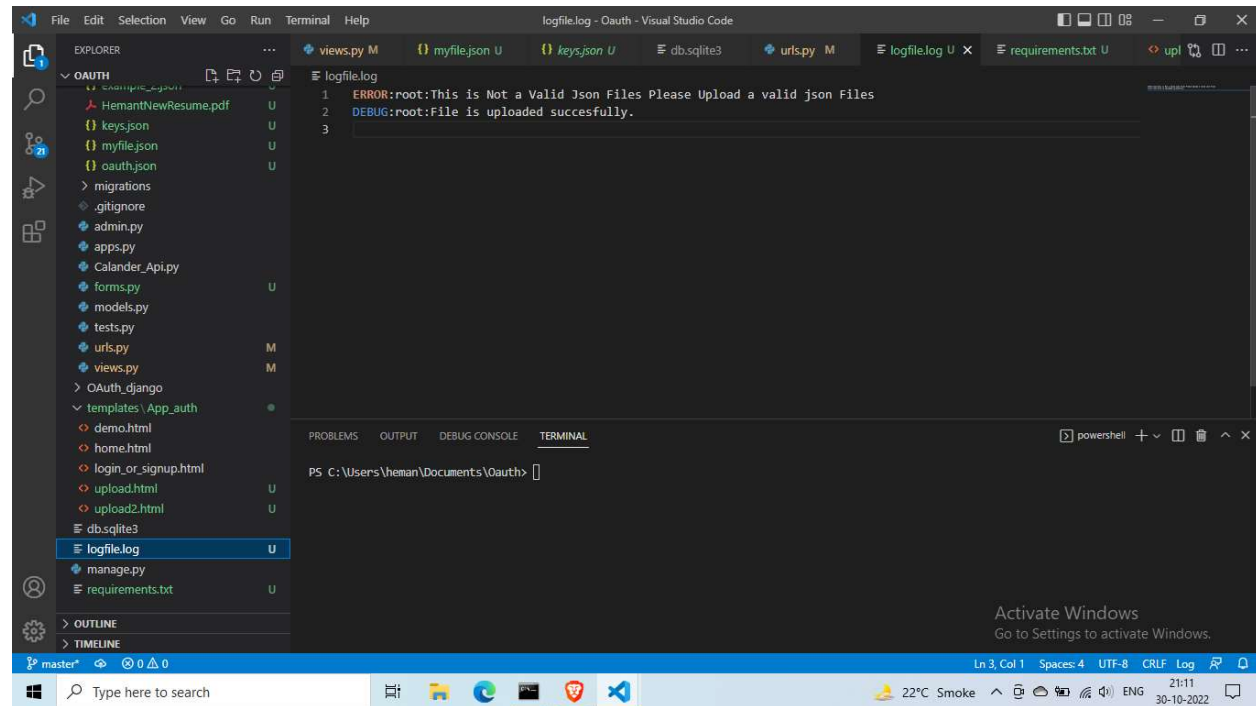 File Edit Selection View Go Run Terminal Help logfile.log - Oauth - Visual Studio Code
EXPLORER
OAUTH
example_2.json U
HemantNewResume.pdf U
keys.json U
myfile.json U
oauth.json U
migrations
.gitignore
admin.py
apps.py
Calander_Api.py
forms.py U
models.py
tests.py
urls.py M
views.py M
OAuth_django
templates \ App_auth
demo.html
home.html
login_or_signup.html
upload.html U
upload2.html U
db.sqlite3
logfile.log U
manage.py
requirements.txt U
OUTLINE
TIMELINE
views.py M {} myfile.json U {} keys.json U db.sqlite3 urls.py M logfile.log U requirements.txt U upl
logfile.log
1 ERROR:root:This is Not a Valid Json Files Please Upload a valid json Files
2 DEBUG:root:File is uploaded succesfully.
3
PROBLEMS OUTPUT DEBUG CONSOLE TERMINAL powershell
PS C:\Users\heman\Documents\Oauth>
Activate Windows
Go to Settings to activate Windows.
master* 0 0 Ln 3, Col 1 Spaces: 4 UTF-8 CRLF Log
Type here to search 22°C Smoke ENG 21:11
30-10-2022
1
21